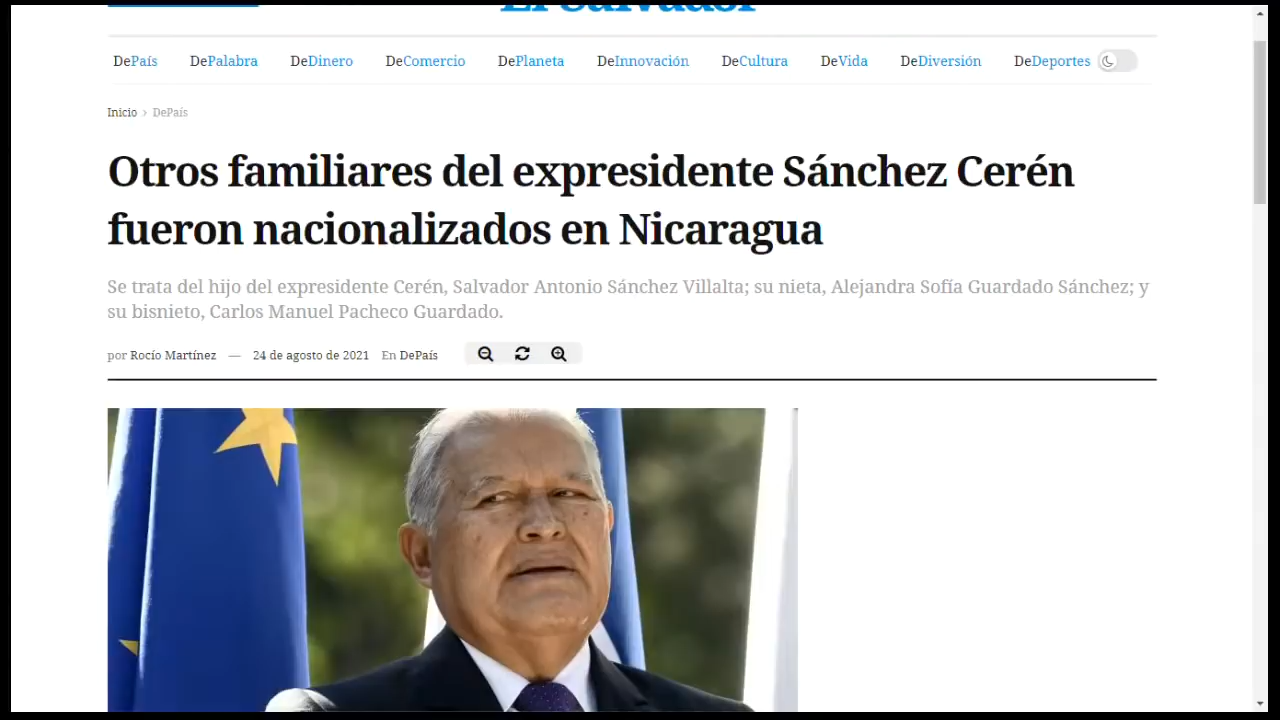 El Salvador
DePaís DePalabra DeDinero DeComercio DePlaneta DeInnovación DeCultura DeVida DeDiversión DeDeportes
Inicio > DePaís
Otros familiares del expresidente Sánchez Cerén
fueron nacionalizados en Nicaragua
Se trata del hijo del expresidente Cerén, Salvador Antonio Sánchez Villalta; su nieta, Alejandra Sofía Guardado Sánchez; y
su bisnieto, Carlos Manuel Pacheco Guardado.
por Rocío Martínez — 24 de agosto de 2021 En DePaís